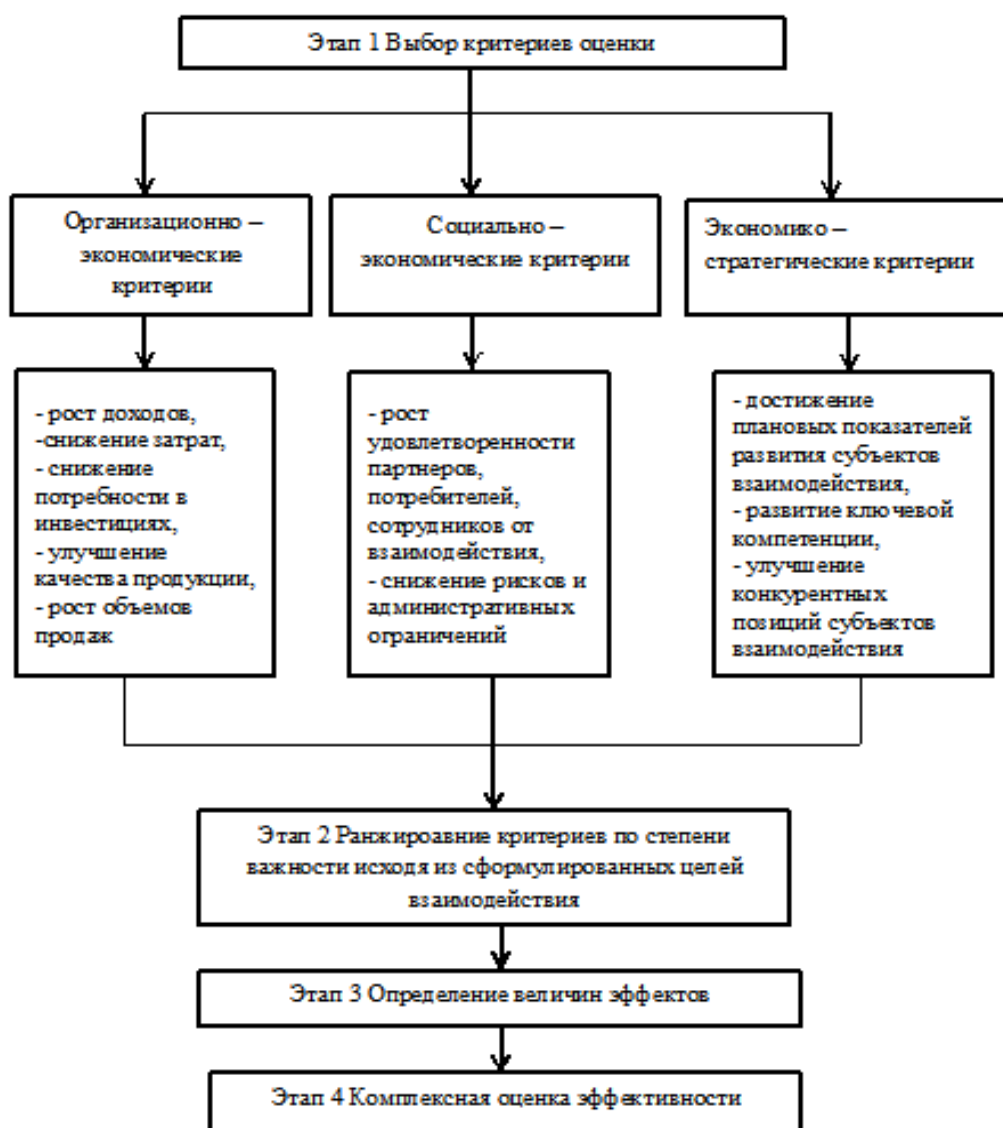 Этап 1 Выбор критериев оценки
Организационно –
экономические
критерии
Социально –
экономические критерии
Экономико –
стратегические критерии
- рост доходов,
-снижение затрат,
- снижение
потребности в
инвестициях,
- улучшение
качества продукции,
- рост объемов
продаж
- рост
удовлетворенности
партнеров,
потребителей,
сотрудников от
взаимодействия,
- снижение рисков и
административных
ограничений
- достижение
плановых показателей
развития субъектов
взаимодействия,
- развитие ключевой
компетенции,
- улучшение
конкурентных
позиций субъектов
взаимодействия
Этап 2 Ранжироавние критериев по степени
важности исходя из сформулированных целей
взаимодействия
Этап 3 Определение величин эффектов
Этап 4 Комплексная оценка эффективности